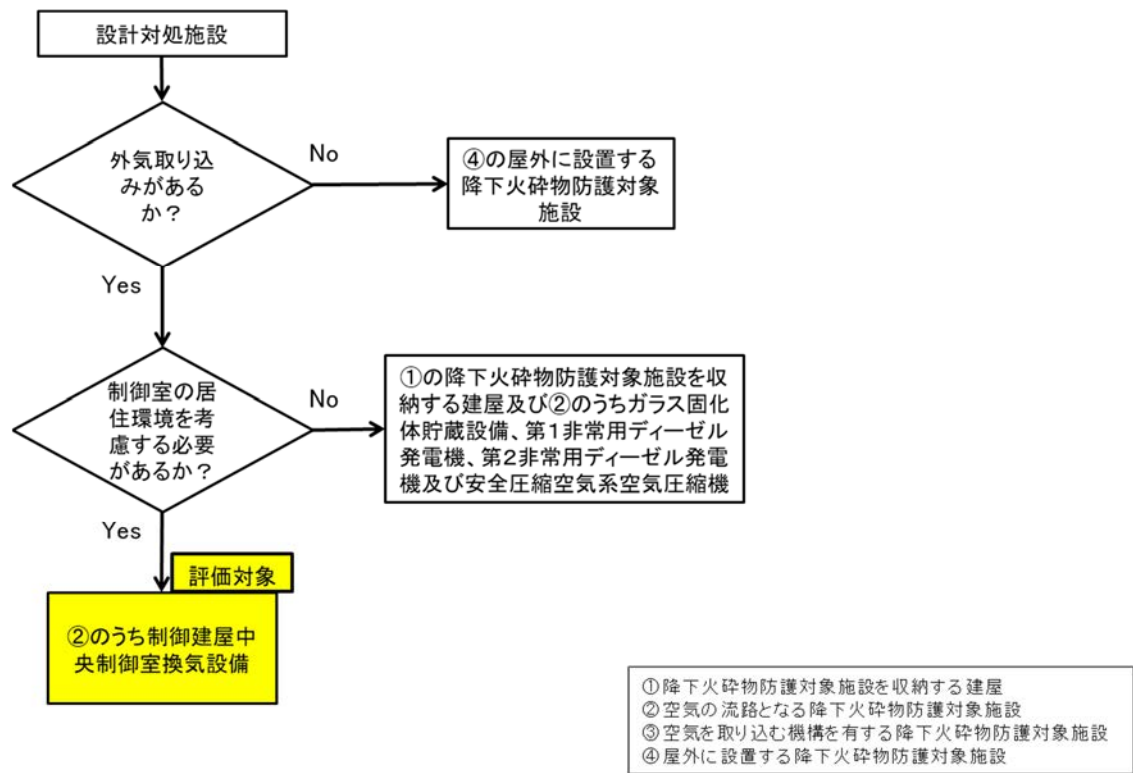 設計対処施設
外気取り込
みがある
か？
No
④の屋外に設置する
降下火砕物防護対象
施設
Yes
制御室の居
住環境を考
慮する必要
があるか？
No
①の降下火砕物防護対象施設を収
納する建屋及び②のうちガラス固化
体貯蔵設備、第１非常用ディーゼル
発電機、第２非常用ディーゼル発電
機及び安全圧縮空気系空気圧縮機
Yes
評価対象
②のうち制御建屋中
央制御室換気設備
①降下火砕物防護対象施設を収納する建屋
②空気の流路となる降下火砕物防護対象施設
③空気を取り込む機構を有する降下火砕物防護対象施設
④屋外に設置する降下火砕物防護対象施設